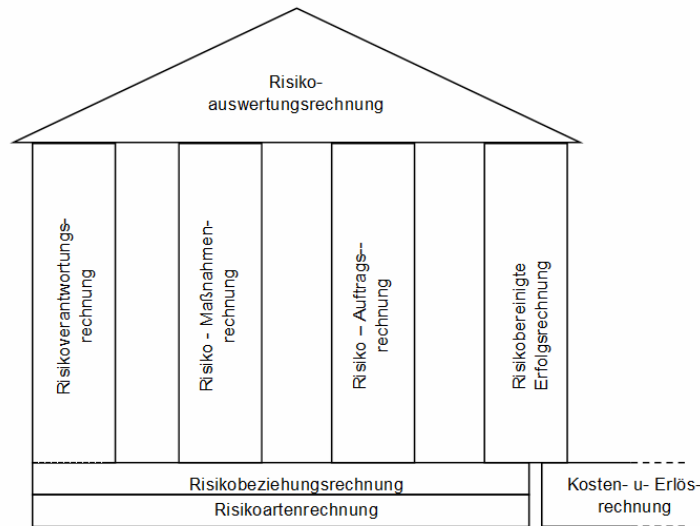 Risiko-
auswertungsrechnung
Risikoverantwortungs-
rechnung
Risiko - Maßnahmen-
rechnung
Risiko – Auftrags--
rechnung
Risikobereinigte
Erfolgsrechnung
Risikobeziehungsrechnung
Risikoartenrechnung
Kosten- u- Erlös-
rechnung